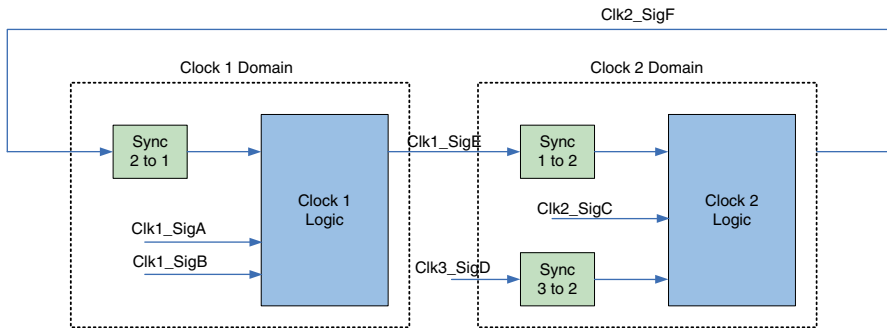 Clk2_SigF
Clock 1 Domain
Clock 2 Domain
Sync
2 to 1
Clk1_SigE
Sync
1 to 2
Clock 1
Logic
Clock 2
Logic
Clk1_SigA
Clk1_SigB
Clk2_SigC
Clk3_SigD
Sync
3 to 2